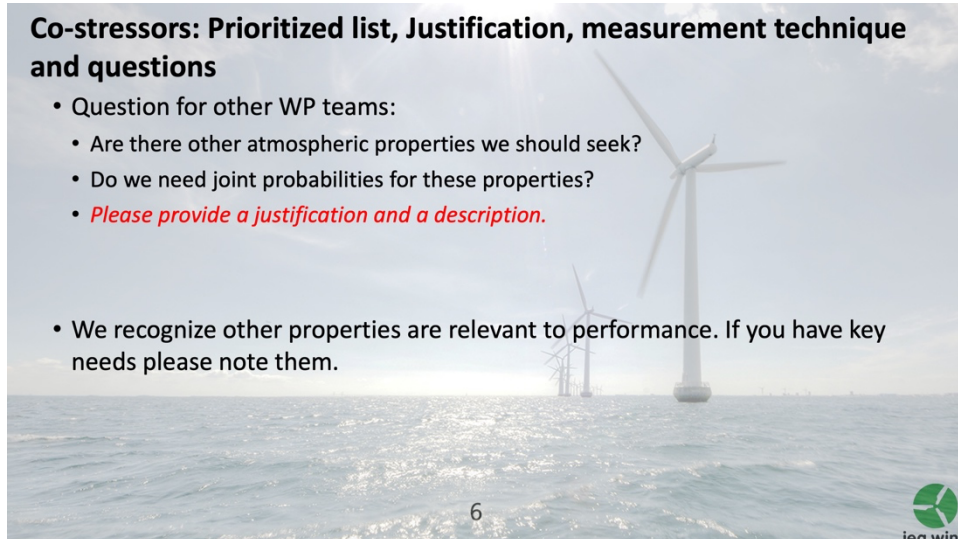 Co-stressors: Prioritized list, Justification, measurement technique
and questions
• Question for other WP teams:
• Are there other atmospheric properties we should seek?
• Do we need joint probabilities for these properties?
• Please provide a justification and a description.
• We recognize other properties are relevant to performance. If you have key
needs please note them.
6
iea win